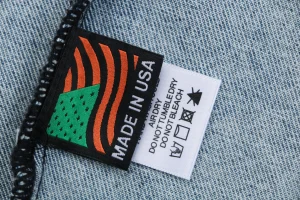 MADE IN USA
AIR DRY
DO NOT TUMBLE DRY
DO NOT BLEACH